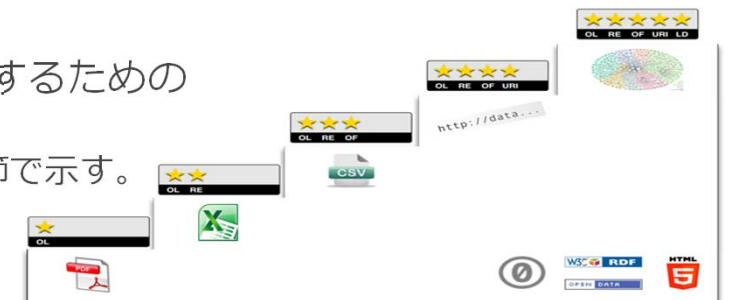 OL RE OF URI LD
するための
OL RE OF URI
http://data...
OL RE OF
CSV
節で示す。
OL RE
OL
PDF
W3C RDF
OPEN DATA
HTML
5